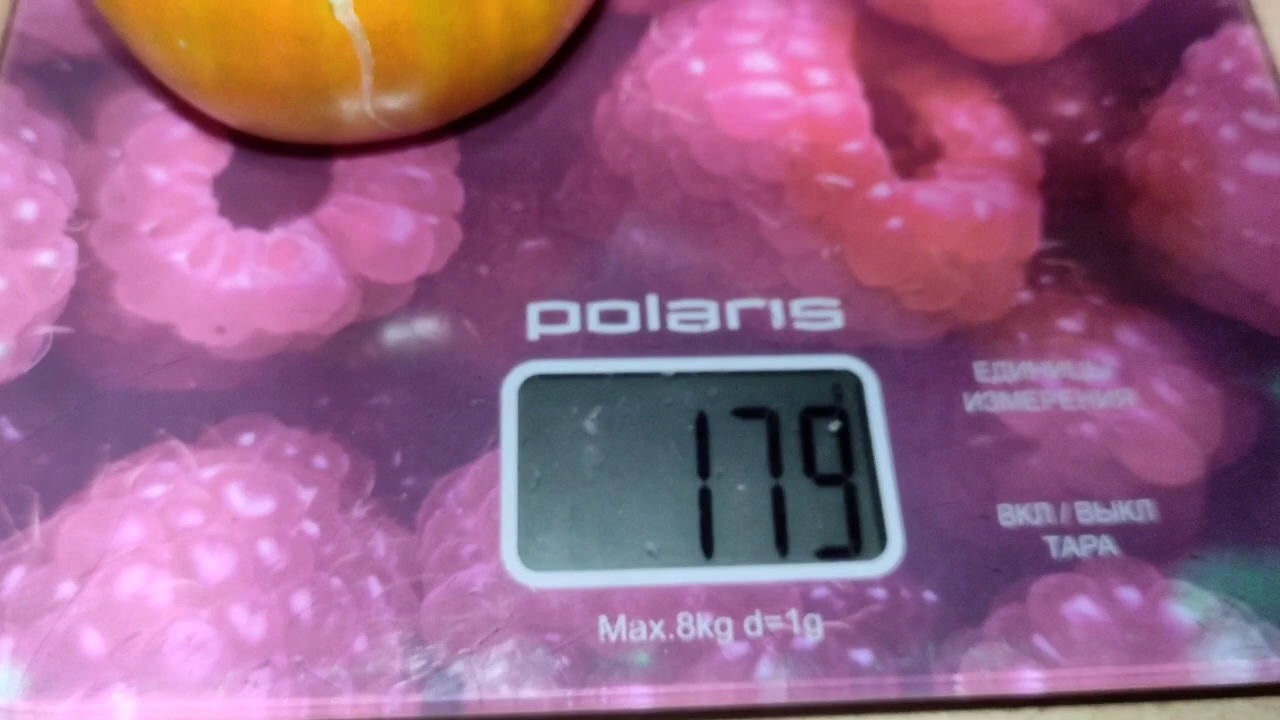 polaris
179
ЕДИНИЦЫ
ИЗМЕРЕНИЯ
ВКЛ / ВЫКЛ
ТАРА
Max.8kg d=1g